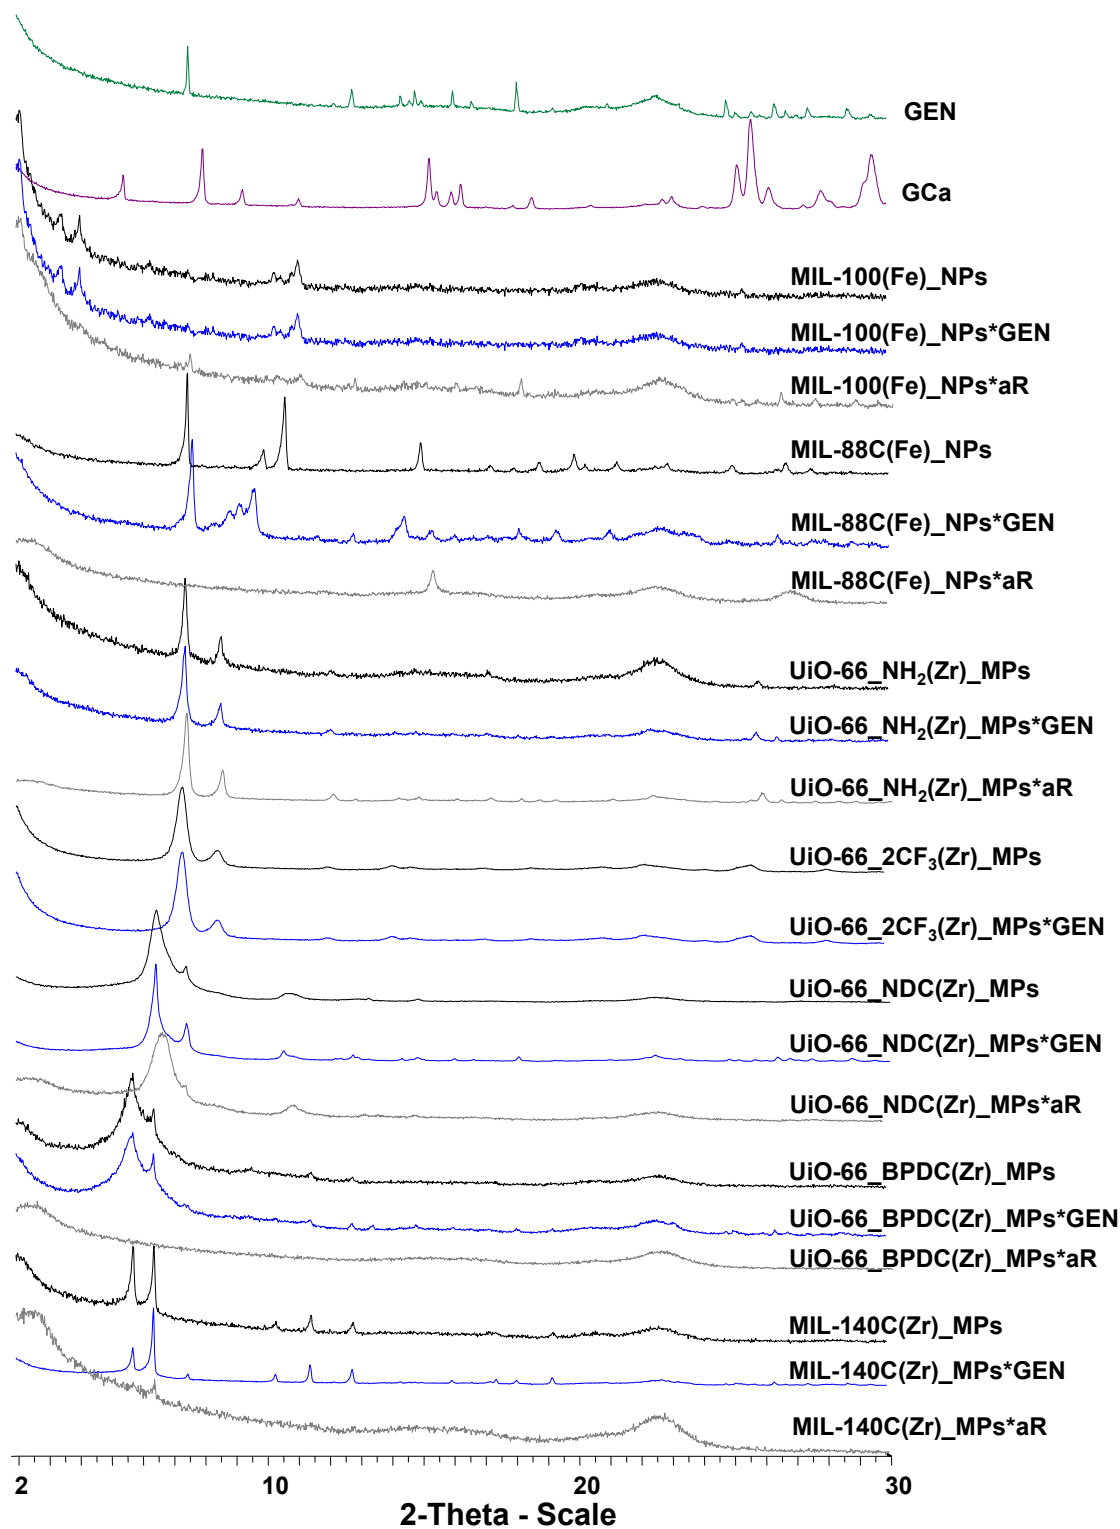 GEN
GCa
MIL-100(Fe)_NPs
MIL-100(Fe)_NPs*GEN
MIL-100(Fe)_NPs*aR
MIL-88C(Fe)_NPs
MIL-88C(Fe)_NPs*GEN
MIL-88C(Fe)_NPs*aR
UiO-66_NH₂(Zr)_MPs
UiO-66_NH₂(Zr)_MPs*GEN
UiO-66_NH₂(Zr)_MPs*aR
UiO-66_2CF₃(Zr)_MPs
UiO-66_2CF₃(Zr)_MPs*GEN
UiO-66_NDC(Zr)_MPs
UiO-66_NDC(Zr)_MPs*GEN
UiO-66_NDC(Zr)_MPs*aR
UiO-66_BPDC(Zr)_MPs
UiO-66_BPDC(Zr)_MPs*GEN
UiO-66_BPDC(Zr)_MPs*aR
MIL-140C(Zr)_MPs
MIL-140C(Zr)_MPs*GEN
MIL-140C(Zr)_MPs*aR
2 10 20 30
2-Theta - Scale